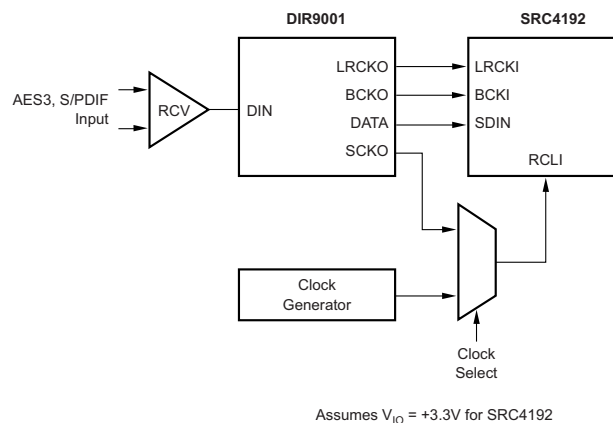 DIR9001
SRC4192
AES3, S/PDIF
Input
RCV
DIN
LRCKO
BCKO
DATA
SCKO
LRCKI
BCKI
SDIN
RCLI
Clock
Generator
Clock
Select
Assumes VIO = +3.3V for SRC4192